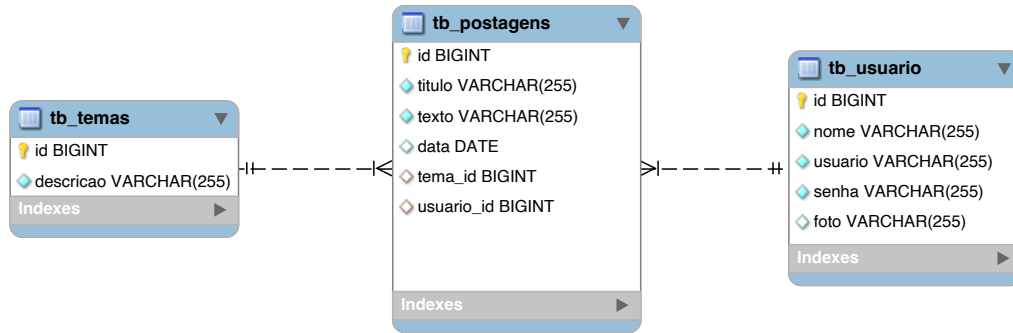 tb_temas
id BIGINT
descricao VARCHAR(255)
Indexes
tb_postagens
id BIGINT
titulo VARCHAR(255)
texto VARCHAR(255)
data DATE
tema_id BIGINT
usuario_id BIGINT
Indexes
tb_usuario
id BIGINT
nome VARCHAR(255)
usuario VARCHAR(255)
senha VARCHAR(255)
foto VARCHAR(255)
Indexes